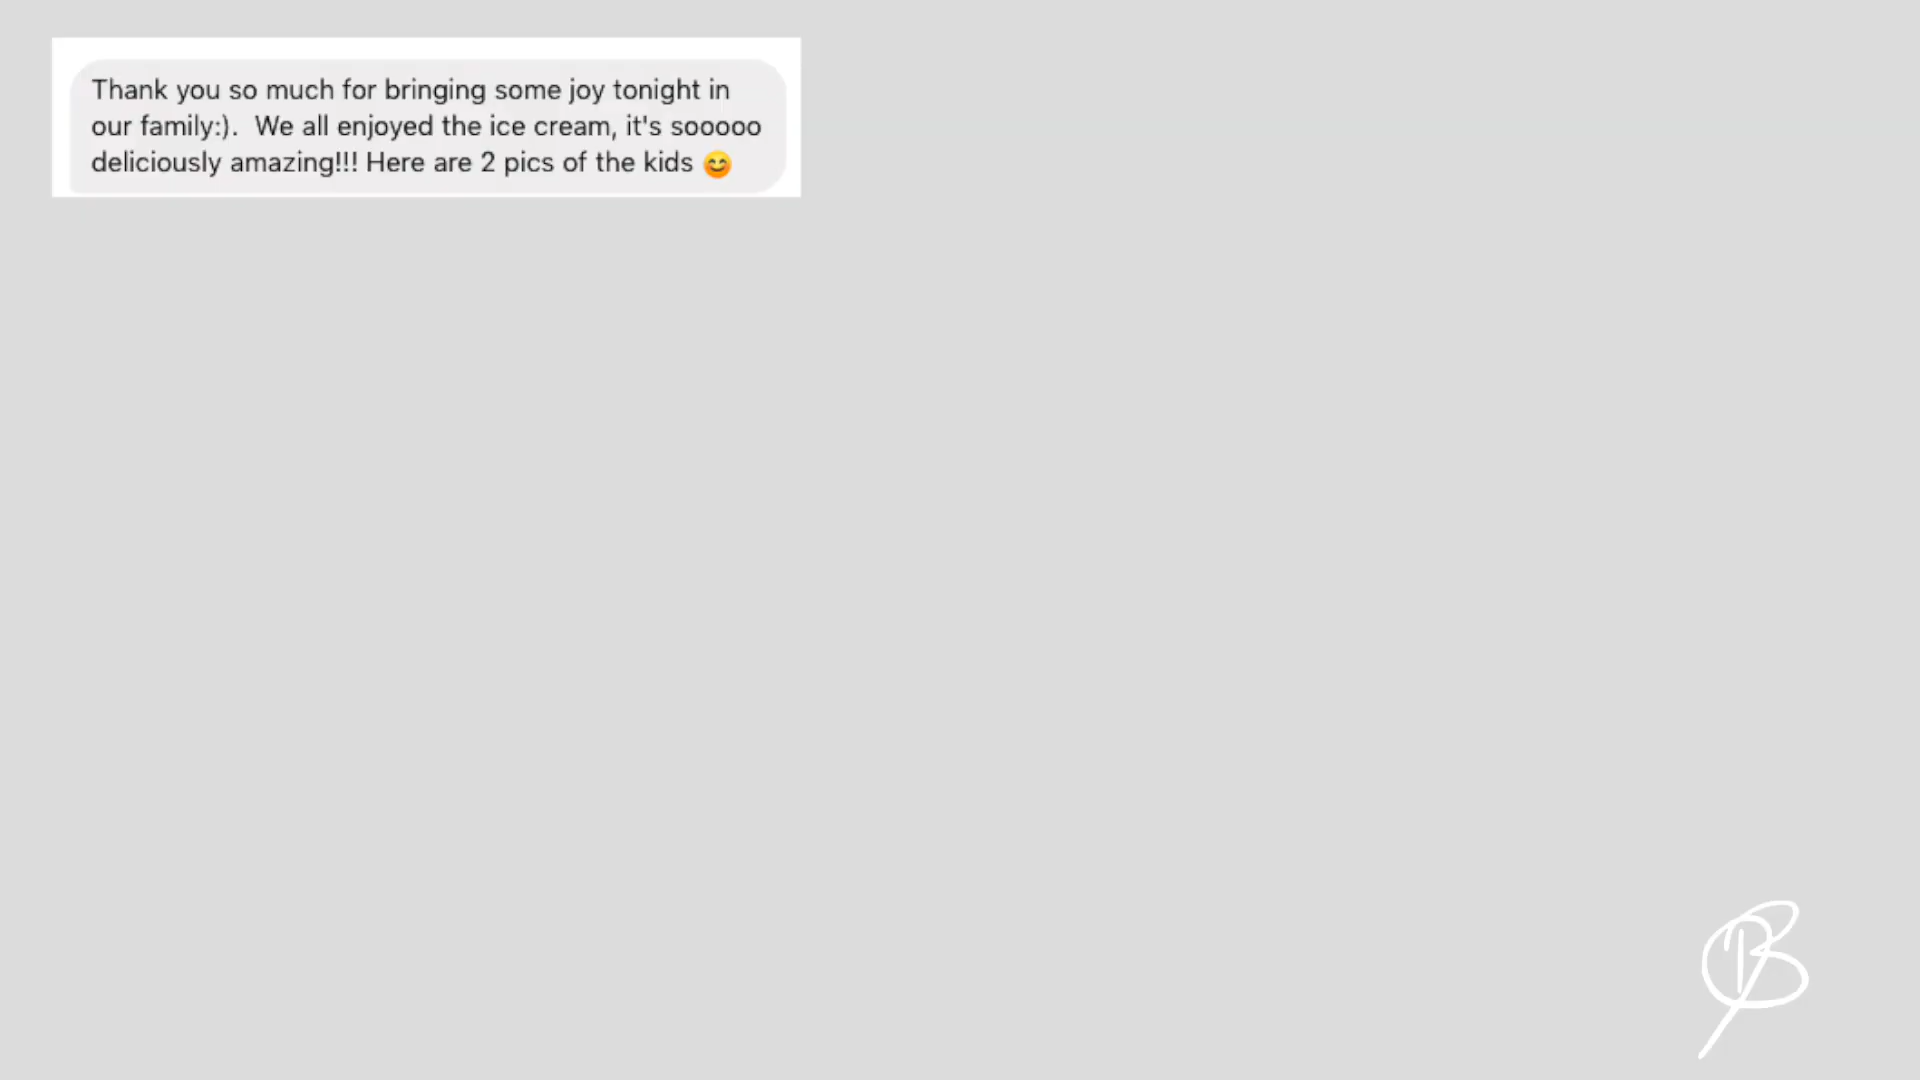 Thank you so much for bringing some joy tonight in
our family:).  We all enjoyed the ice cream, it's sooooo
deliciously amazing!!! Here are 2 pics of the kids 😊